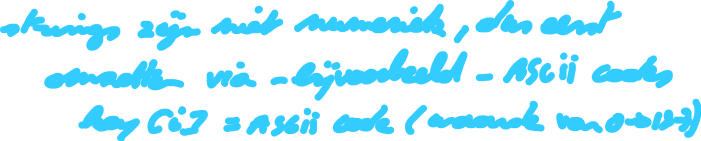 strings zijn niet numeriek, dus eerst
omzetten via - bijvoorbeeld - ASCii codes
key [i] = ASCii code (waarde van 0 → 127)